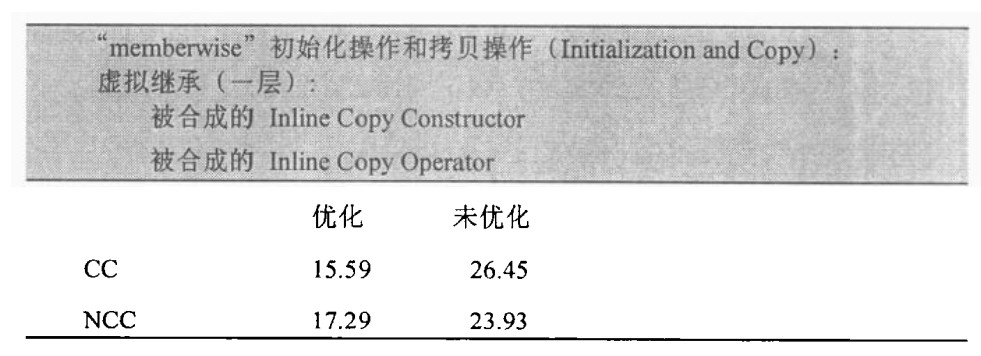 “memberwise”初始化操作和拷贝操作（Initialization and Copy）：
虚拟继承（一层）：
被合成的 Inline Copy Constructor
被合成的 Inline Copy Operator
优化 未优化
CC 15.59 26.45
NCC 17.29 23.93